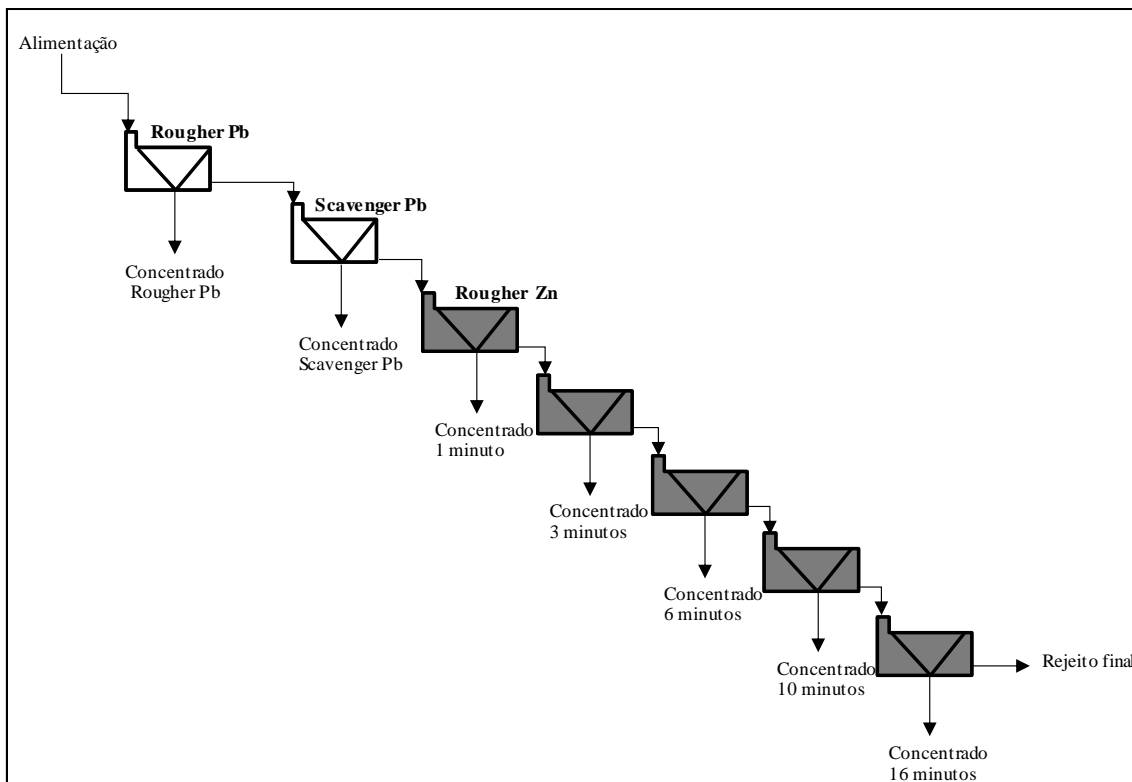 Alimentação
Rougher Pb
Scavenger Pb
Concentrado
Rougher Pb
Rougher Zn
Concentrado
Scavenger Pb
Concentrado
1 minuto
Concentrado
3 minutos
Concentrado
6 minutos
Concentrado
10 minutos
Rejeito final
Concentrado
16 minutos